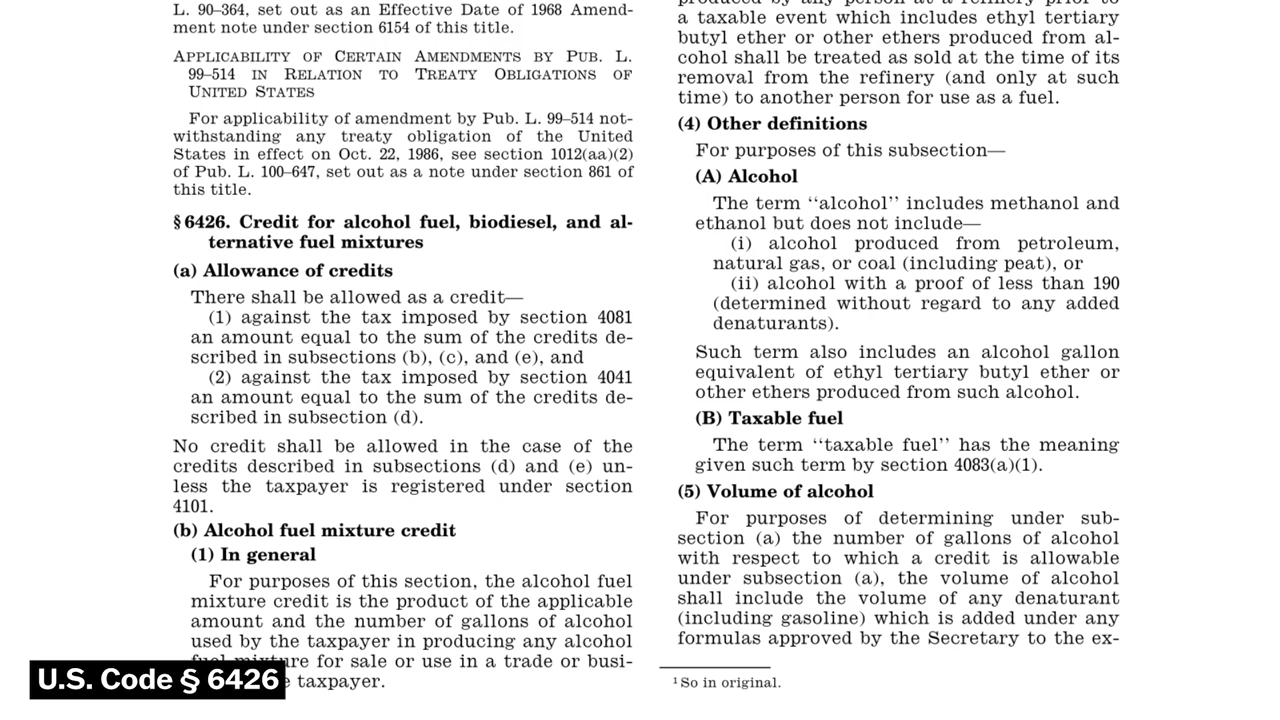 L. 90–364, set out as an Effective Date of 1968 Amend-
ment note under section 6154 of this title.
APPLICABILITY OF CERTAIN AMENDMENTS BY PUB. L.
99–514 IN RELATION TO TREATY OBLIGATIONS OF
UNITED STATES
For applicability of amendment by Pub. L. 99–514 not-
withstanding any treaty obligation of the United
States in effect on Oct. 22, 1986, see section 1012(aa)(2)
of Pub. L. 100–647, set out as a note under section 861 of
this title.
§ 6426. Credit for alcohol fuel, biodiesel, and al-
ternative fuel mixtures
(a) Allowance of credits
There shall be allowed as a credit—
(1) against the tax imposed by section 4081
an amount equal to the sum of the credits de-
scribed in subsections (b), (c), and (e), and
(2) against the tax imposed by section 4041
an amount equal to the sum of the credits de-
scribed in subsection (d).
No credit shall be allowed in the case of the
credits described in subsections (d) and (e) un-
less the taxpayer is registered under section
4101.
(b) Alcohol fuel mixture credit
(1) In general
For purposes of this section, the alcohol fuel
mixture credit is the product of the applicable
amount and the number of gallons of alcohol
used by the taxpayer in producing any alcohol
fuel mixture for sale or use in a trade or busi-
taxpayer.
produced by any person at a refinery prior to
a taxable event which includes ethyl tertiary
butyl ether or other ethers produced from al-
cohol shall be treated as sold at the time of its
removal from the refinery (and only at such
time) to another person for use as a fuel.
(4) Other definitions
For purposes of this subsection—
(A) Alcohol
The term ‘‘alcohol’’ includes methanol and
ethanol but does not include—
(i) alcohol produced from petroleum,
natural gas, or coal (including peat), or
(ii) alcohol with a proof of less than 190
(determined without regard to any added
denaturants).
Such term also includes an alcohol gallon
equivalent of ethyl tertiary butyl ether or
other ethers produced from such alcohol.
(B) Taxable fuel
The term ‘‘taxable fuel’’ has the meaning
given such term by section 4083(a)(1).
(5) Volume of alcohol
For purposes of determining under sub-
section (a) the number of gallons of alcohol
with respect to which a credit is allowable
under subsection (a), the volume of alcohol
shall include the volume of any denaturant
(including gasoline) which is added under any
formulas approved by the Secretary to the ex-
1 So in original.
U.S. Code § 6426